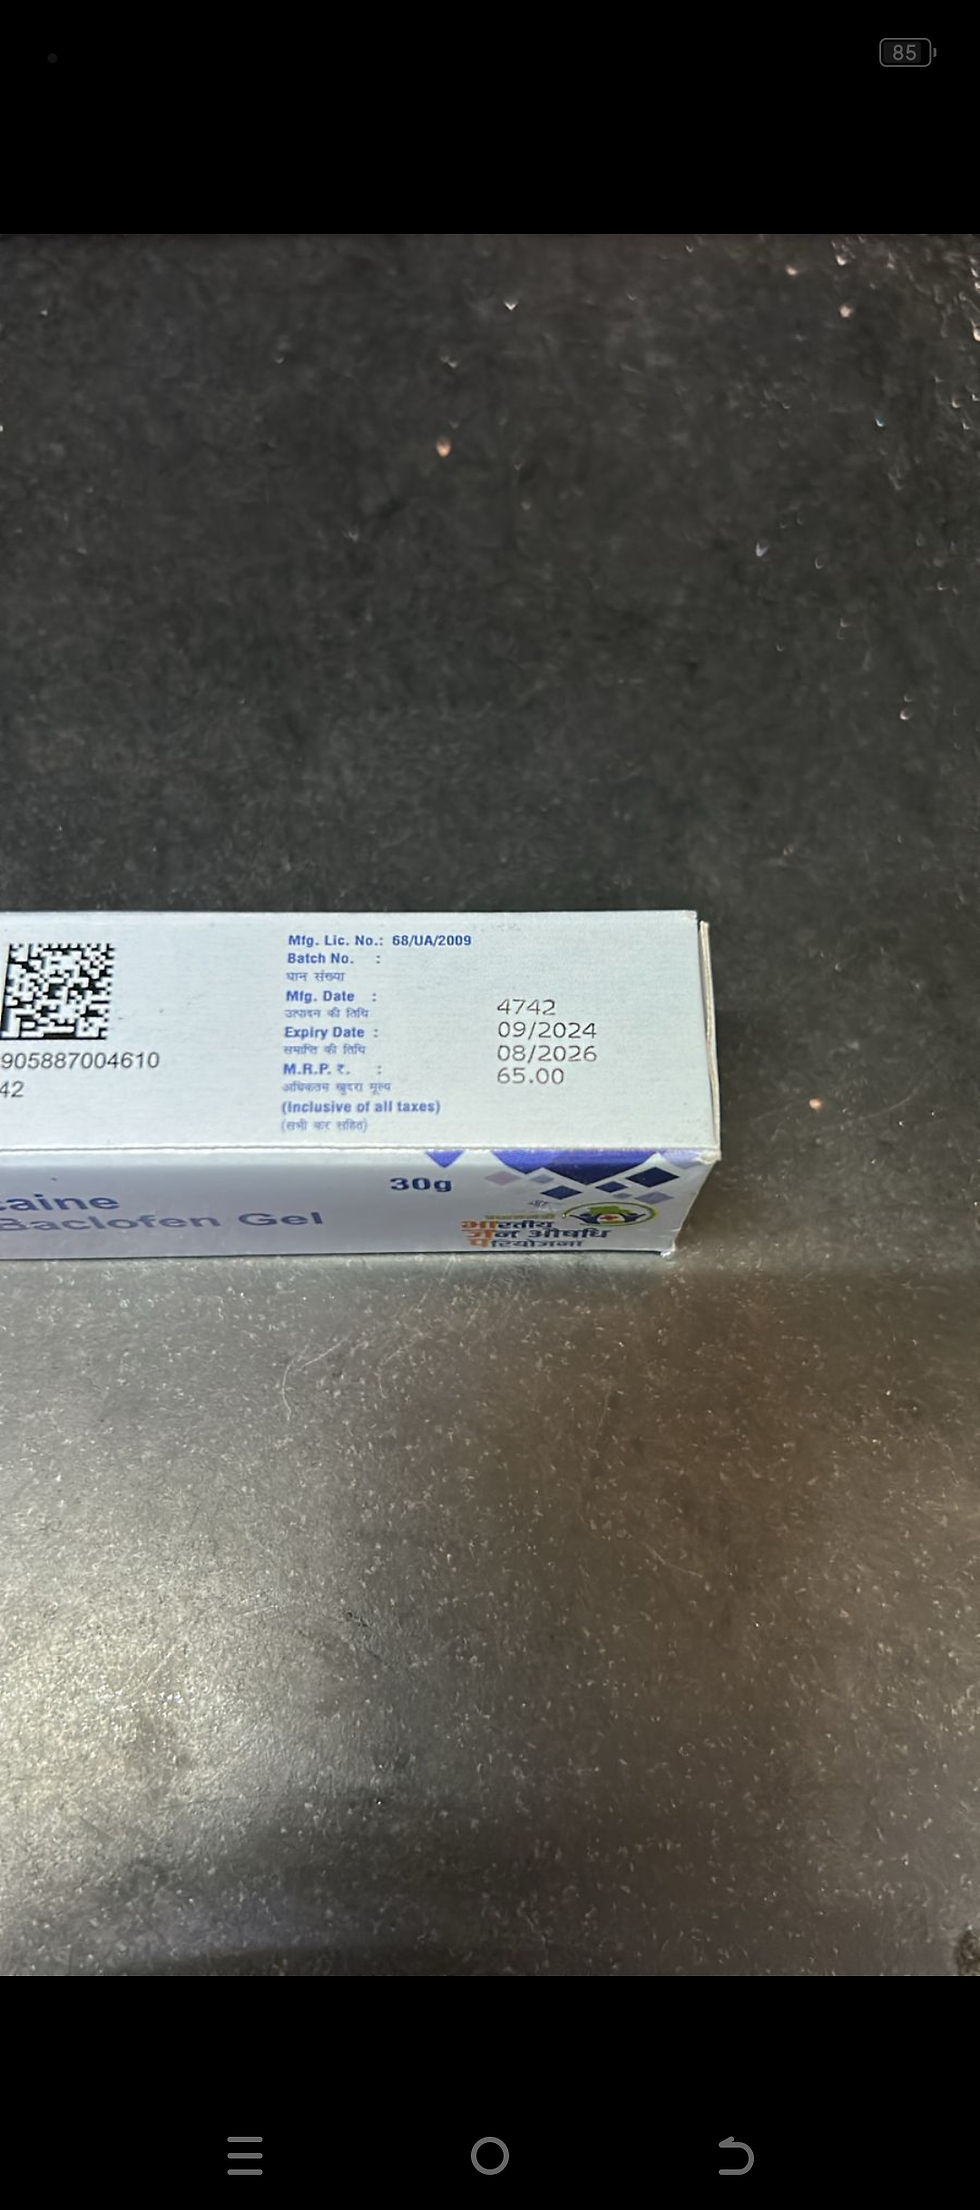 85
Mfg. Lic. No.: 68/UA/2009
Batch No. :
घान संख्या
Mfg. Date : 4742
उत्पादन की तिथि
Expiry Date : 09/2024
समाप्ति की तिथि 08/2026
M.R.P. ₹. : 65.00
अधिकतम खुदरा मूल्य
(Inclusive of all taxes)
(सभी कर सहित)
905887004610
42
30g
caine
Baclofen Gel
भारतीय
जन औषधि
परियोजना